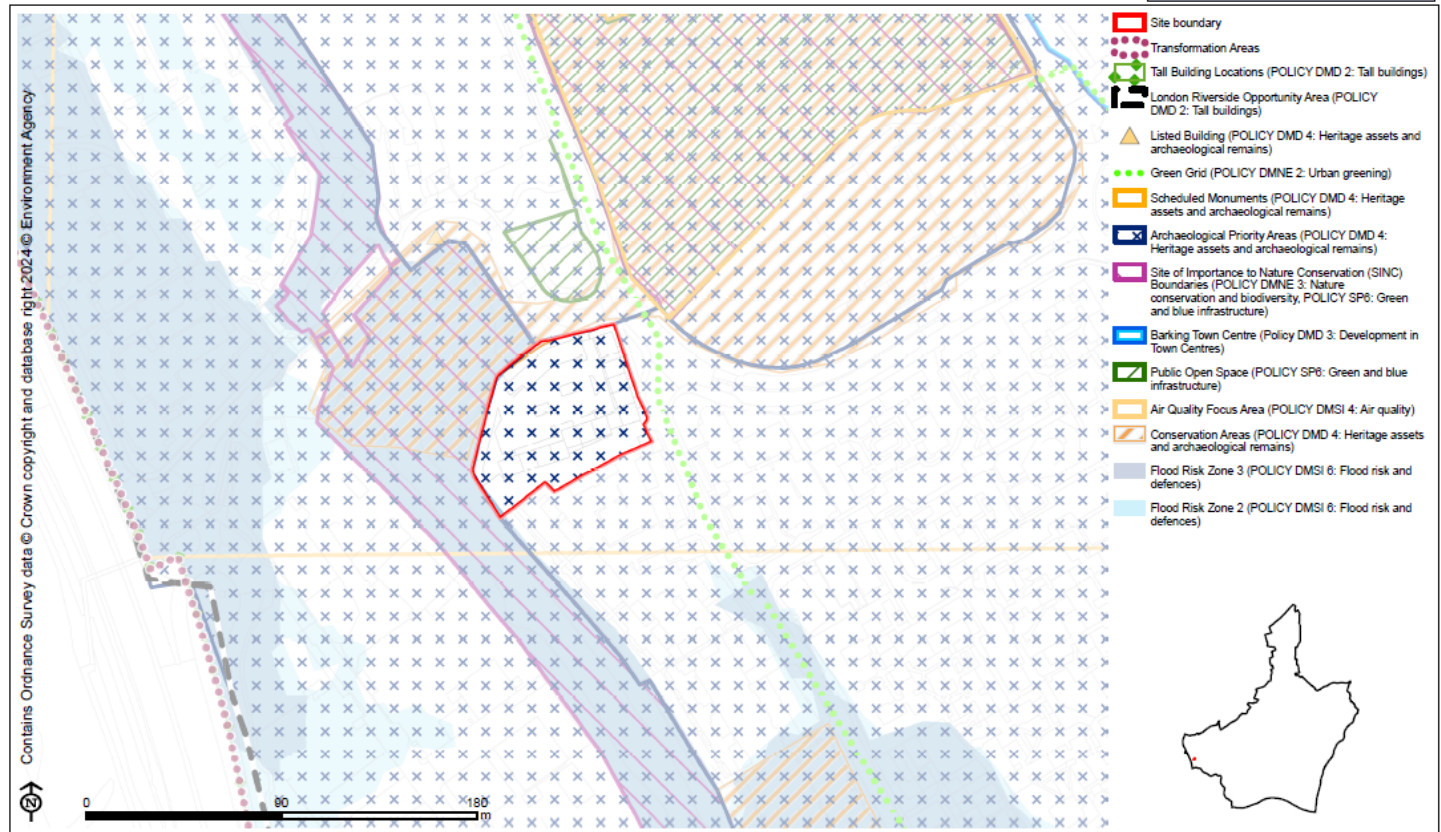 Contains Ordnance Survey data © Crown copyright and database right 2024 © Environment Agency
N
0 90 180
m
Site boundary
Transformation Areas
Tall Building Locations (POLICY DMD 2: Tall buildings)
London Riverside Opportunity Area (POLICY
DMD 2: Tall buildings)
Listed Building (POLICY DMD 4: Heritage assets and
archaeological remains)
Green Grid (POLICY DMNE 2: Urban greening)
Scheduled Monuments (POLICY DMD 4: Heritage
assets and archaeological remains)
Archaeological Priority Areas (POLICY DMD 4:
Heritage assets and archaeological remains)
Site of Importance to Nature Conservation (SINC)
Boundaries (POLICY DMNE 3: Nature
conservation and biodiversity, POLICY SP6: Green
and blue infrastructure)
Barking Town Centre (Policy DMD 3: Development in
Town Centres)
Public Open Space (POLICY SP6: Green and blue
infrastructure)
Air Quality Focus Area (POLICY DMSI 4: Air quality)
Conservation Areas (POLICY DMD 4: Heritage assets
and archaeological remains)
Flood Risk Zone 3 (POLICY DMSI 6: Flood risk and
defences)
Flood Risk Zone 2 (POLICY DMSI 6: Flood risk and
defences)